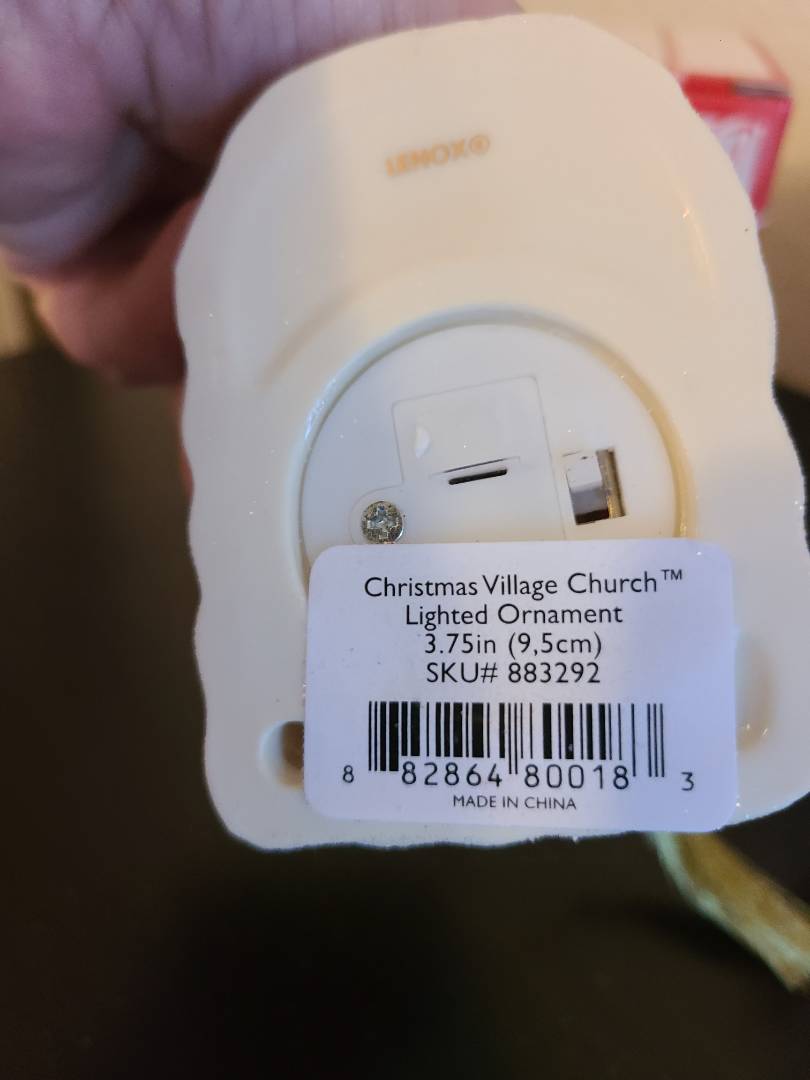 LENOX®
Christmas Village Church™
Lighted Ornament
3.75in (9,5cm)
SKU# 883292
8 82864 80018 3
MADE IN CHINA